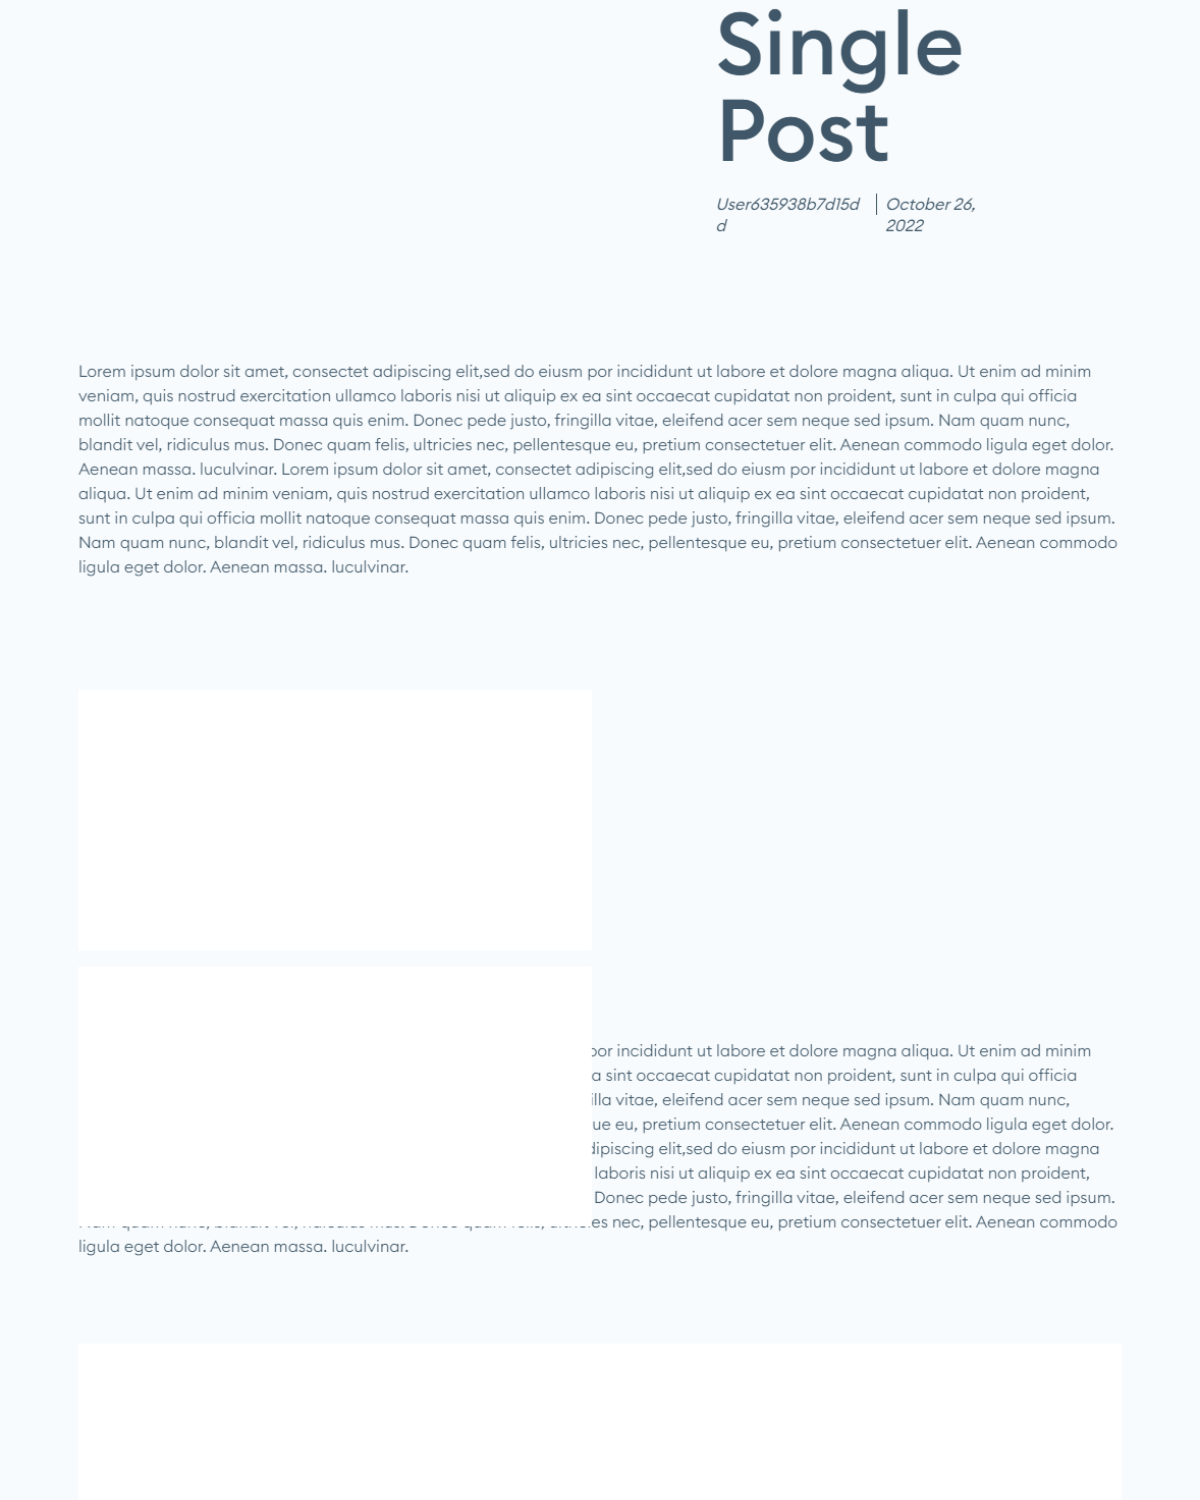 Single
Post
User635938b7d15d
d
October 26,
2022
Lorem ipsum dolor sit amet, consectet adipiscing elit,sed do eiusm por incididunt ut labore et dolore magna aliqua. Ut enim ad minim
veniam, quis nostrud exercitation ullamco laboris nisi ut aliquip ex ea sint occaecat cupidatat non proident, sunt in culpa qui officia
mollit natoque consequat massa quis enim. Donec pede justo, fringilla vitae, eleifend acer sem neque sed ipsum. Nam quam nunc,
blandit vel, ridiculus mus. Donec quam felis, ultricies nec, pellentesque eu, pretium consectetuer elit. Aenean commodo ligula eget dolor.
Aenean massa. luculvinar. Lorem ipsum dolor sit amet, consectet adipiscing elit,sed do eiusm por incididunt ut labore et dolore magna
aliqua. Ut enim ad minim veniam, quis nostrud exercitation ullamco laboris nisi ut aliquip ex ea sint occaecat cupidatat non proident,
sunt in culpa qui officia mollit natoque consequat massa quis enim. Donec pede justo, fringilla vitae, eleifend acer sem neque sed ipsum.
Nam quam nunc, blandit vel, ridiculus mus. Donec quam felis, ultricies nec, pellentesque eu, pretium consectetuer elit. Aenean commodo
ligula eget dolor. Aenean massa. luculvinar.
por incididunt ut labore et dolore magna aliqua. Ut enim ad minim
a sint occaecat cupidatat non proident, sunt in culpa qui officia
illa vitae, eleifend acer sem neque sed ipsum. Nam quam nunc,
ue eu, pretium consectetuer elit. Aenean commodo ligula eget dolor.
dipiscing elit,sed do eiusm por incididunt ut labore et dolore magna
laboris nisi ut aliquip ex ea sint occaecat cupidatat non proident,
Donec pede justo, fringilla vitae, eleifend acer sem neque sed ipsum.
es nec, pellentesque eu, pretium consectetuer elit. Aenean commodo
ligula eget dolor. Aenean massa. luculvinar.